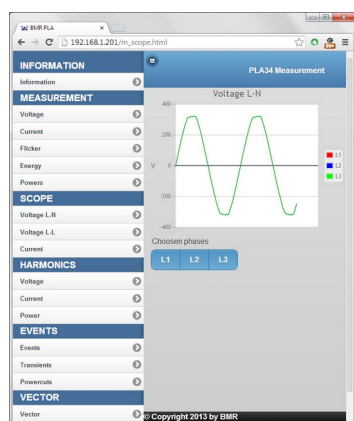 BMR PLA
192.168.1.201/m_scope.html
INFORMATION
Information
MEASUREMENT
Voltage
Current
Flicker
Energy
Powers
SCOPE
Voltage L-N
Voltage L-L
Current
HARMONICS
Voltage
Current
Power
EVENTS
Events
Transients
Powercuts
VECTOR
Vector
PLA34 Measurement
Voltage L-N
400
200
V 0
-200
-400
L1
L2
L3
Choosen phases
L1 L2 L3
© Copyright 2013 by BMR